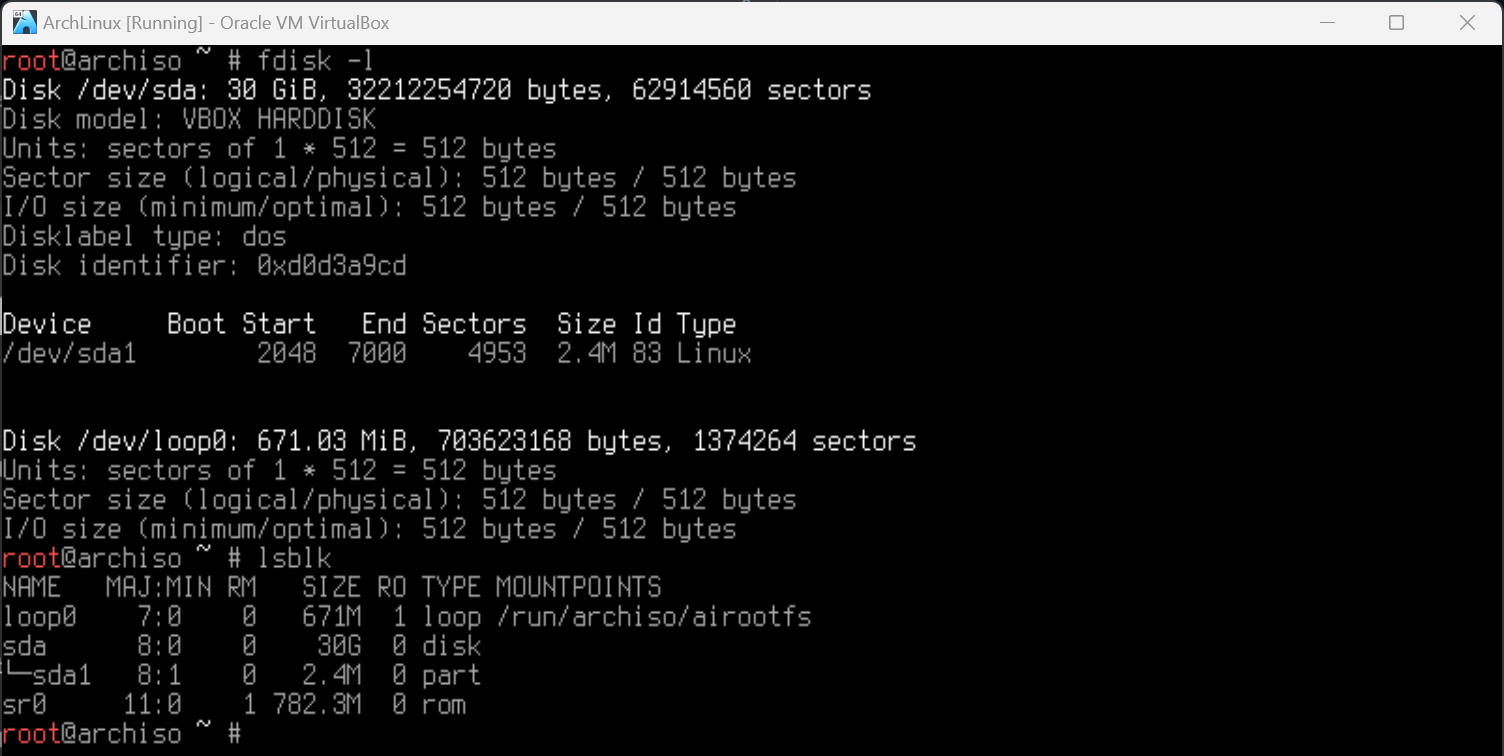 64
ArchLinux [Running] - Oracle VM VirtualBox
root@archiso ~ # fdisk -l
Disk /dev/sda: 30 GiB, 32212254720 bytes, 62914560 sectors
Disk model: VBOX HARDDISK
Units: sectors of 1 * 512 = 512 bytes
Sector size (logical/physical): 512 bytes / 512 bytes
I/O size (minimum/optimal): 512 bytes / 512 bytes
Disklabel type: dos
Disk identifier: 0xd0d3a9cd
Device     Boot Start   End Sectors  Size Id Type
/dev/sda1        2048  7000    4953  2.4M 83 Linux
Disk /dev/loop0: 671.03 MiB, 703623168 bytes, 1374264 sectors
Units: sectors of 1 * 512 = 512 bytes
Sector size (logical/physical): 512 bytes / 512 bytes
I/O size (minimum/optimal): 512 bytes / 512 bytes
root@archiso ~ # lsblk
NAME   MAJ:MIN RM   SIZE RO TYPE MOUNTPOINTS
loop0    7:0    0   671M  1 loop /run/archiso/airootfs
sda      8:0    0    30G  0 disk
└─sda1   8:1    0   2.4M  0 part
sr0     11:0    1 782.3M  0 rom
root@archiso ~ #